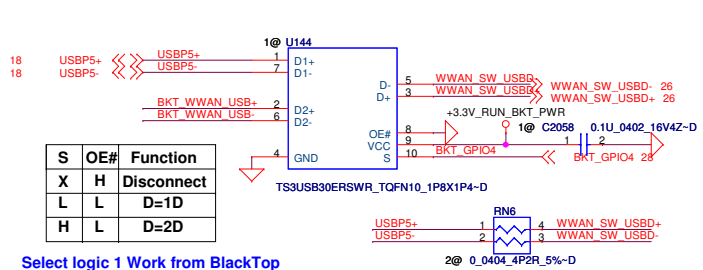 1@ U144
18 USBP5+ USBP5+ 1 D1+
18 USBP5- USBP5- 7 D1-
D- 5 WWAN_SW_USBD- WWAN_SW_USBD- 26
D+ 3 WWAN_SW_USBD+ WWAN_SW_USBD+ 26
BKT_WWAN_USB+ 2 D2+
BKT_WWAN_USB- 6 D2-
+3.3V_RUN_BKT_PWR
OE# 8
1@ C2058 0.1U_0402_16V4Z~D
VCC 9 1 2
4 GND S 10 BKT_GPIO4 BKT_GPIO4 28
TS3USB30ERSWR_TQFN10_1P8X1P4~D
S OE# Function
X H Disconnect
L L D=1D
H L D=2D
RN6
USBP5+ 1 4 WWAN_SW_USBD+
USBP5- 2 3 WWAN_SW_USBD-
2@ 0_0404_4P2R_5%~D
Select logic 1 Work from BlackTop